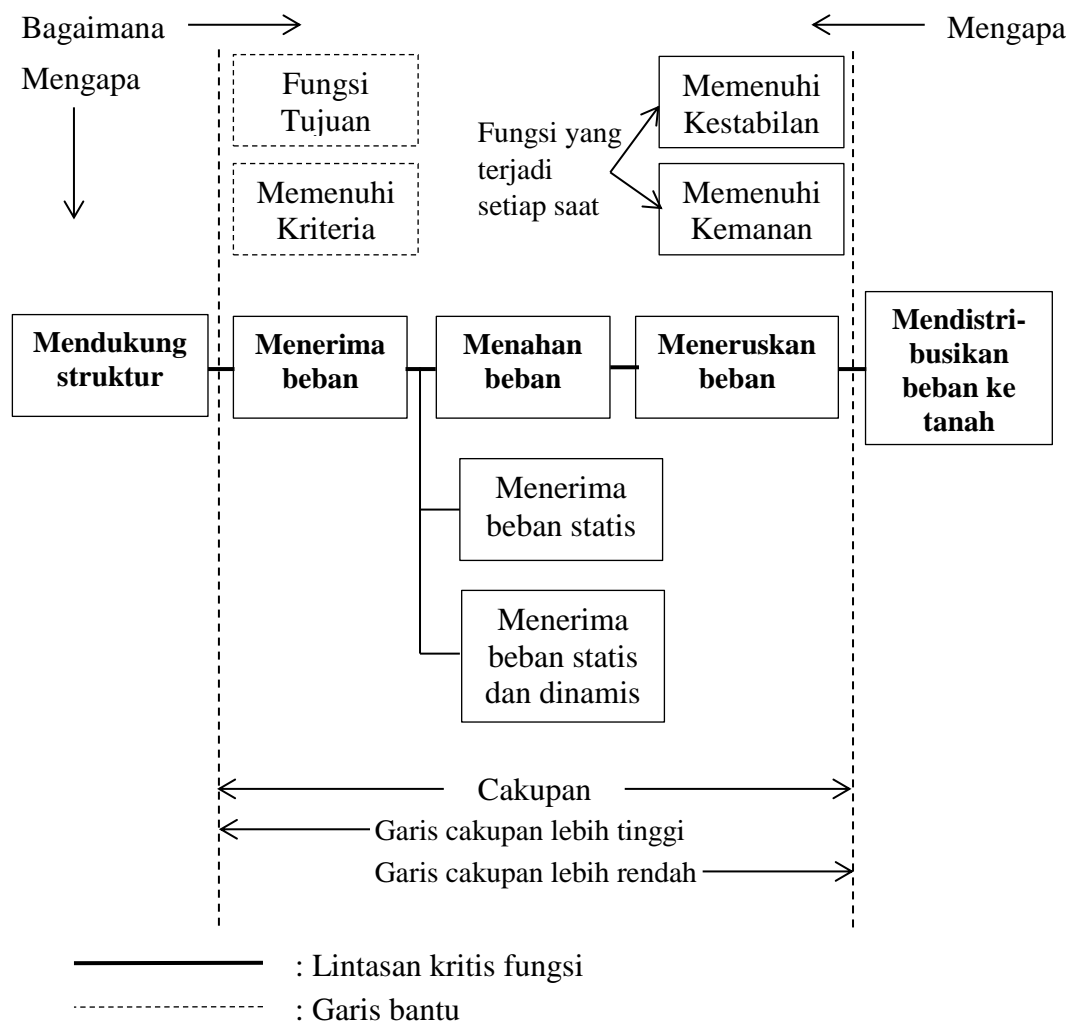 Bagaimana
Mengapa
Mengapa
Fungsi
Tujuan
Memenuhi
Kriteria
Fungsi yang
terjadi
setiap saat
Memenuhi
Kestabilan
Memenuhi
Kemanan
Mendukung
struktur
Menerima
beban
Menahan
beban
Meneruskan
beban
Mendistri-
busikan
beban ke
tanah
Menerima
beban statis
Menerima
beban statis
dan dinamis
Cakupan
Garis cakupan lebih tinggi
Garis cakupan lebih rendah
: Lintasan kritis fungsi
: Garis bantu